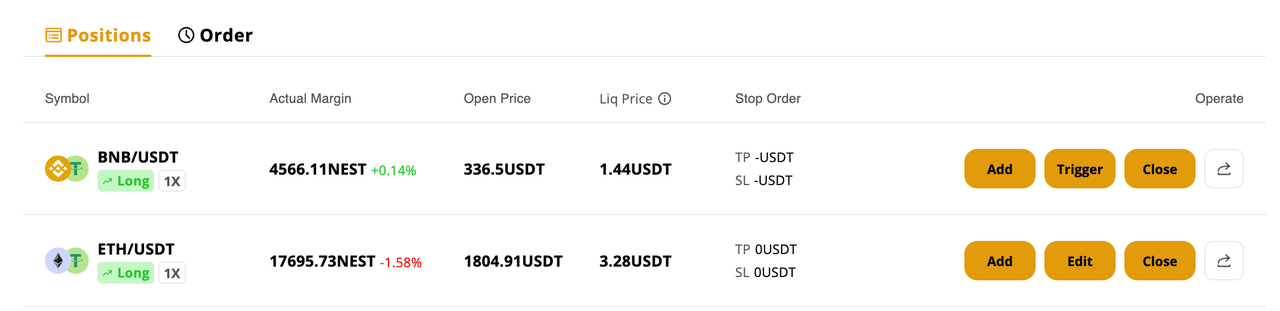 Positions Order
Symbol Actual Margin Open Price Liq Price Stop Order Operate
BNB/USDT
Long 1X
4566.11NEST +0.14% 336.5USDT 1.44USDT
TP -USDT
SL -USDT
Add Trigger Close
ETH/USDT
Long 1X
17695.73NEST -1.58% 1804.91USDT 3.28USDT
TP 0USDT
SL 0USDT
Add Edit Close